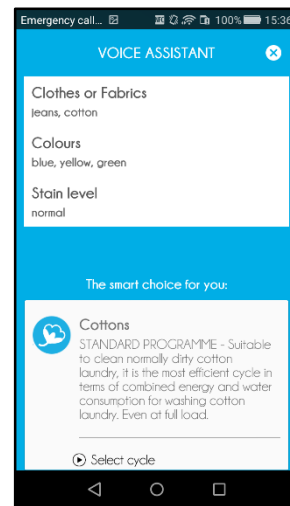 Emergency call... 100% 15:36
VOICE ASSISTANT
Clothes or Fabrics
jeans, cotton
Colours
blue, yellow, green
Stain level
normal
The smart choice for you:
Cottons
STANDARD PROGRAMME - Suitable
to clean normally dirty cotton
laundry, it is the most efficient cycle in
terms of combined energy and water
consumption for washing cotton
laundry. Even at full load.
Select cycle